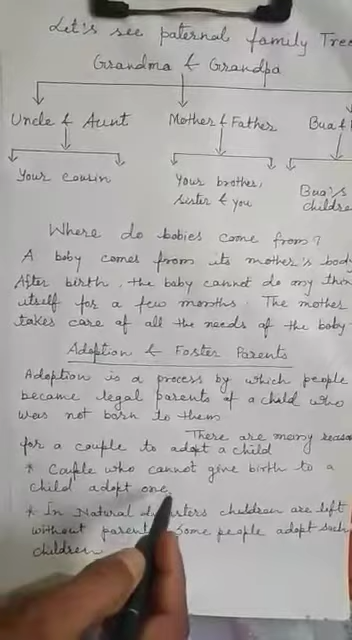 Let's see paternal family Tree
Grandma & Grandpa
Uncle & Aunt Mother & Father Bua &
Your cousin Your brother, Bua's
sister & you children
Where do babies come from?
A baby comes from its mother's body
After birth, the baby cannot do any thin
itself for a few months. The mother
takes care of all the needs of the baby
Adoption & Foster Parents
Adoption is a process by which people
became legal parents of a child who
was not born to them
There are many reaso
for a couple to adopt a child
* Couple who cannot give birth to a
child adopt one.
* In Natural children are left
without parent Some people adopt such
children